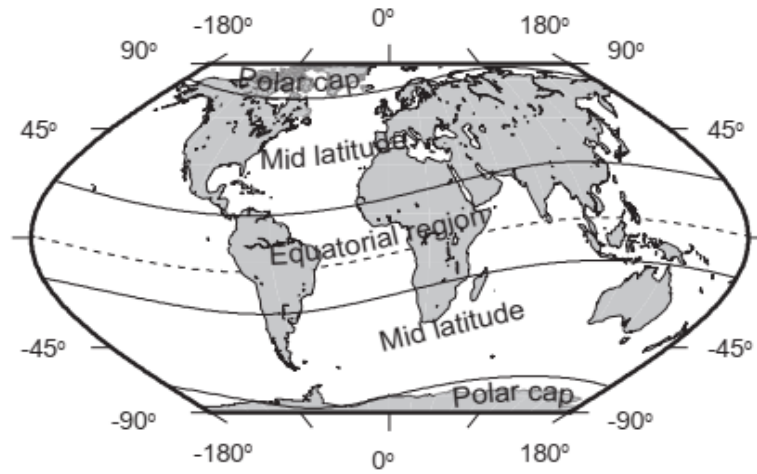 -180º 0º 180º
90º 90º
Polar cap
45º 45º
Mid latitude
Equatorial region
Mid latitude
-45º -45º
Polar cap
-90º -90º
-180º 0º 180º